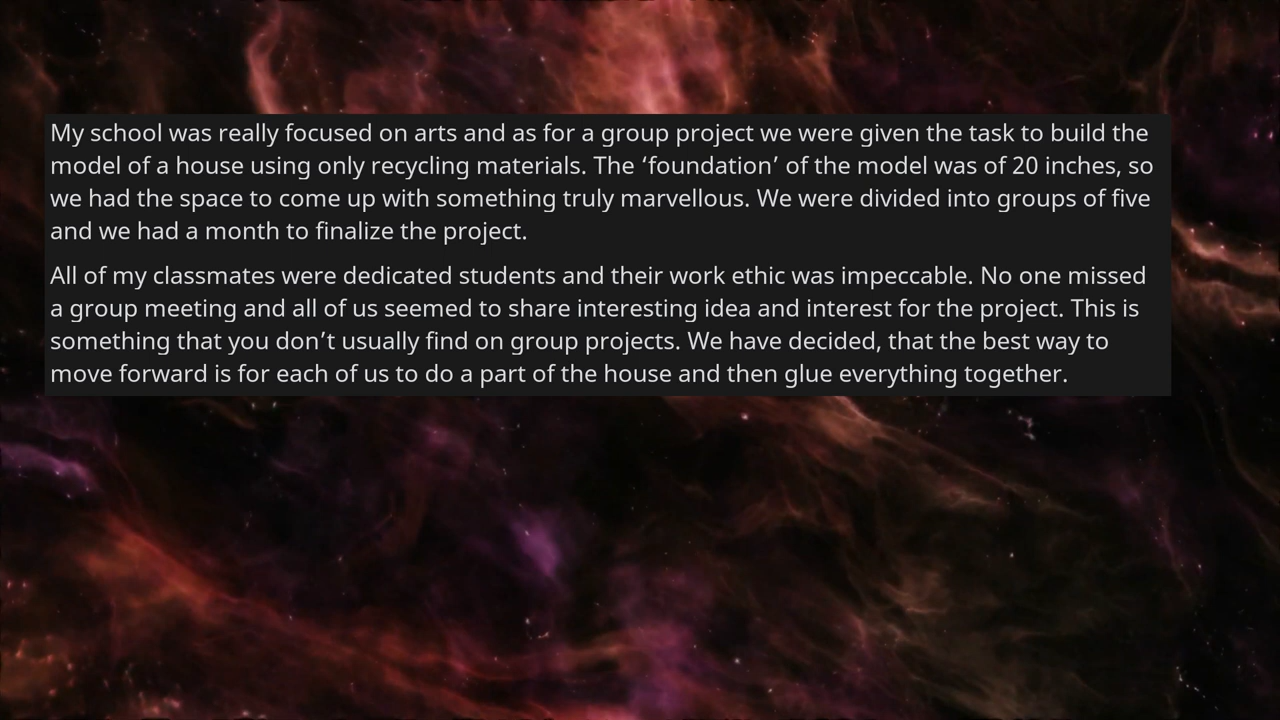 My school was really focused on arts and as for a group project we were given the task to build the
model of a house using only recycling materials. The ‘foundation’ of the model was of 20 inches, so
we had the space to come up with something truly marvellous. We were divided into groups of five
and we had a month to finalize the project.
All of my classmates were dedicated students and their work ethic was impeccable. No one missed
a group meeting and all of us seemed to share interesting idea and interest for the project. This is
something that you don’t usually find on group projects. We have decided, that the best way to
move forward is for each of us to do a part of the house and then glue everything together.